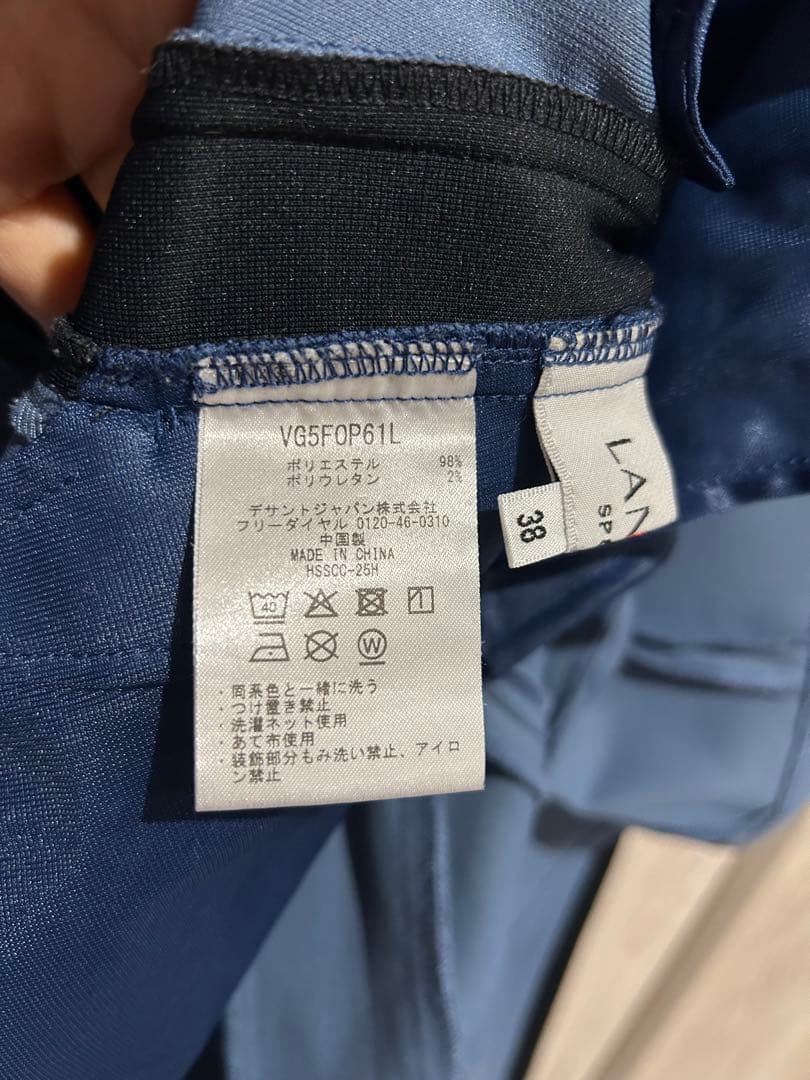 VG5FOP61L
ポリエステル 98%
ポリウレタン 2%
デサントジャパン株式会社
フリーダイヤル 0120-46-0310
中国製
MADE IN CHINA
HSSCC-25H
40
1
W
・同系色と一緒に洗う
・つけ置き禁止
・洗濯ネット使用
・あて布使用
・装飾部分もみ洗い禁止、アイロ
ン禁止
38
LAN
SP